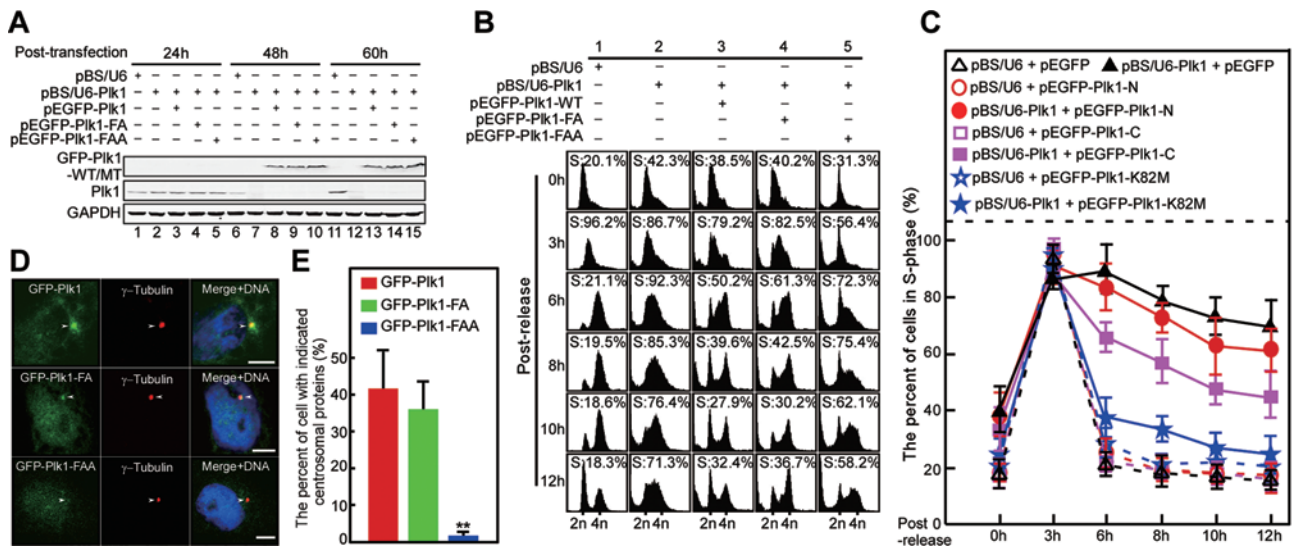 A
Post-transfection 24h 48h 60h
pBS/U6 + – – – – + – – – – + – – – –
pBS/U6-Plk1 – + + + + – + + + + – + + + +
pEGFP-Plk1 – – + – – – – + – – – – + – –
pEGFP-Plk1-FA – – – + – – – – + – – – – + –
pEGFP-Plk1-FAA – – – – + – – – – + – – – – +
GFP-Plk1
-WT/MT
Plk1
GAPDH
1 2 3 4 5 6 7 8 9 10 11 12 13 14 15
B
1 2 3 4 5
pBS/U6 + – – – –
pBS/U6-Plk1 – + + + +
pEGFP-Plk1-WT – – + – –
pEGFP-Plk1-FA – – – + –
pEGFP-Plk1-FAA – – – – +
Post-release
0h S:20.1% S:42.3% S:38.5% S:40.2% S:31.3%
3h S:96.2% S:86.7% S:79.2% S:82.5% S:56.4%
6h S:21.1% S:92.3% S:50.2% S:61.3% S:72.3%
8h S:19.5% S:85.3% S:39.6% S:42.5% S:75.4%
10h S:18.6% S:76.4% S:27.9% S:30.2% S:62.1%
12h S:18.3% S:71.3% S:32.4% S:36.7% S:58.2%
2n 4n 2n 4n 2n 4n 2n 4n 2n 4n
C
pBS/U6 + pEGFP pBS/U6-Plk1 + pEGFP
pBS/U6 + pEGFP-Plk1-N
pBS/U6-Plk1 + pEGFP-Plk1-N
pBS/U6 + pEGFP-Plk1-C
pBS/U6-Plk1 + pEGFP-Plk1-C
pBS/U6 + pEGFP-Plk1-K82M
pBS/U6-Plk1 + pEGFP-Plk1-K82M
The percent of cells in S-phase (%)
100
80
60
40
20
0
Post
-release
0h 3h 6h 8h 10h 12h
D
GFP-Plk1 γ–Tubulin Merge+DNA
GFP-Plk1-FA γ–Tubulin Merge+DNA
GFP-Plk1-FAA γ–Tubulin Merge+DNA
E
GFP-Plk1
GFP-Plk1-FA
GFP-Plk1-FAA
The percent of cell with indicated
centrosomal proteins (%)
50
40
30
20
10
0
**